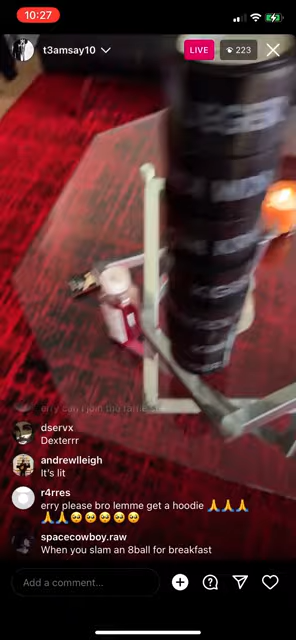 10:27
t3amsay10
LIVE
223
dservx
Dexterrr
andrewlleigh
It's lit
r4rres
erry please bro lemme get a hoodie 🙏🙏🙏
🙏🙏🥺🥺🥺🥺🥺
spacecowboy.raw
When you slam an 8ball for breakfast
Add a comment...